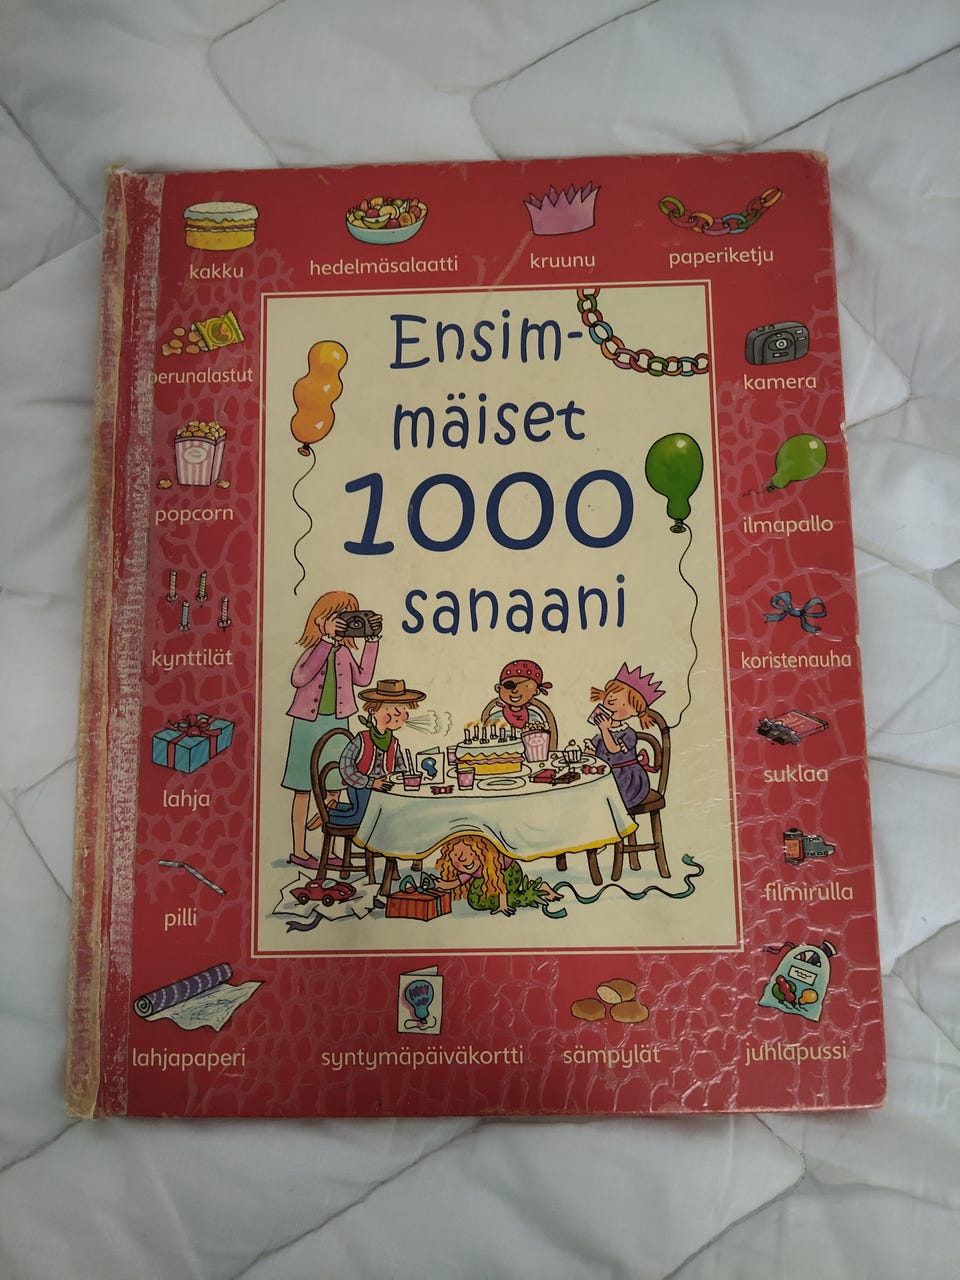 kakku
hedelmäsalaatti
kruunu
paperiketju
Ensim-
mäiset
1000
sanaani
perunalastut
popcorn
kynttilät
lahja
pilli
kamera
ilmapallo
koristenauha
suklaa
filmirulla
lahjapaperi
syntymäpäiväkortti
sämpylät
juhlapussi